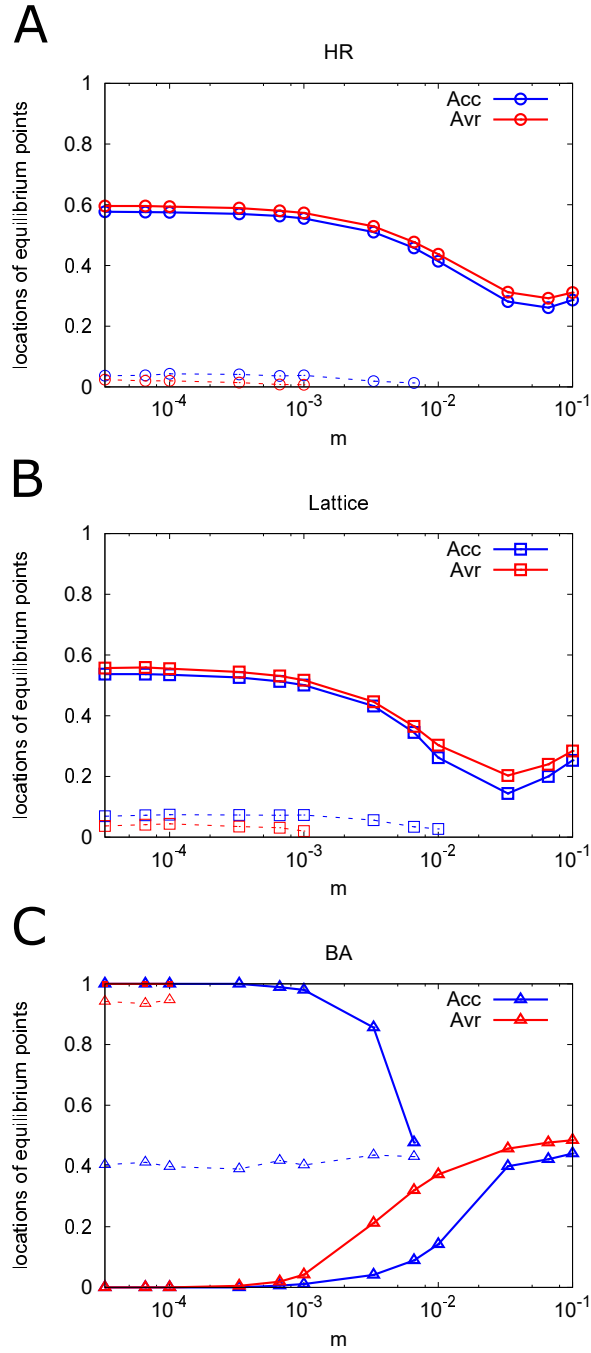 A
HR
Acc
Avr
1
0.8
0.6
0.4
0.2
0
locations of equilibrium points
10⁻⁴
10⁻³
10⁻²
10⁻¹
m
B
Lattice
Acc
Avr
1
0.8
0.6
0.4
0.2
0
locations of equilibrium points
10⁻⁴
10⁻³
10⁻²
10⁻¹
m
C
BA
Acc
Avr
1
0.8
0.6
0.4
0.2
0
locations of equilibrium points
10⁻⁴
10⁻³
10⁻²
10⁻¹
m